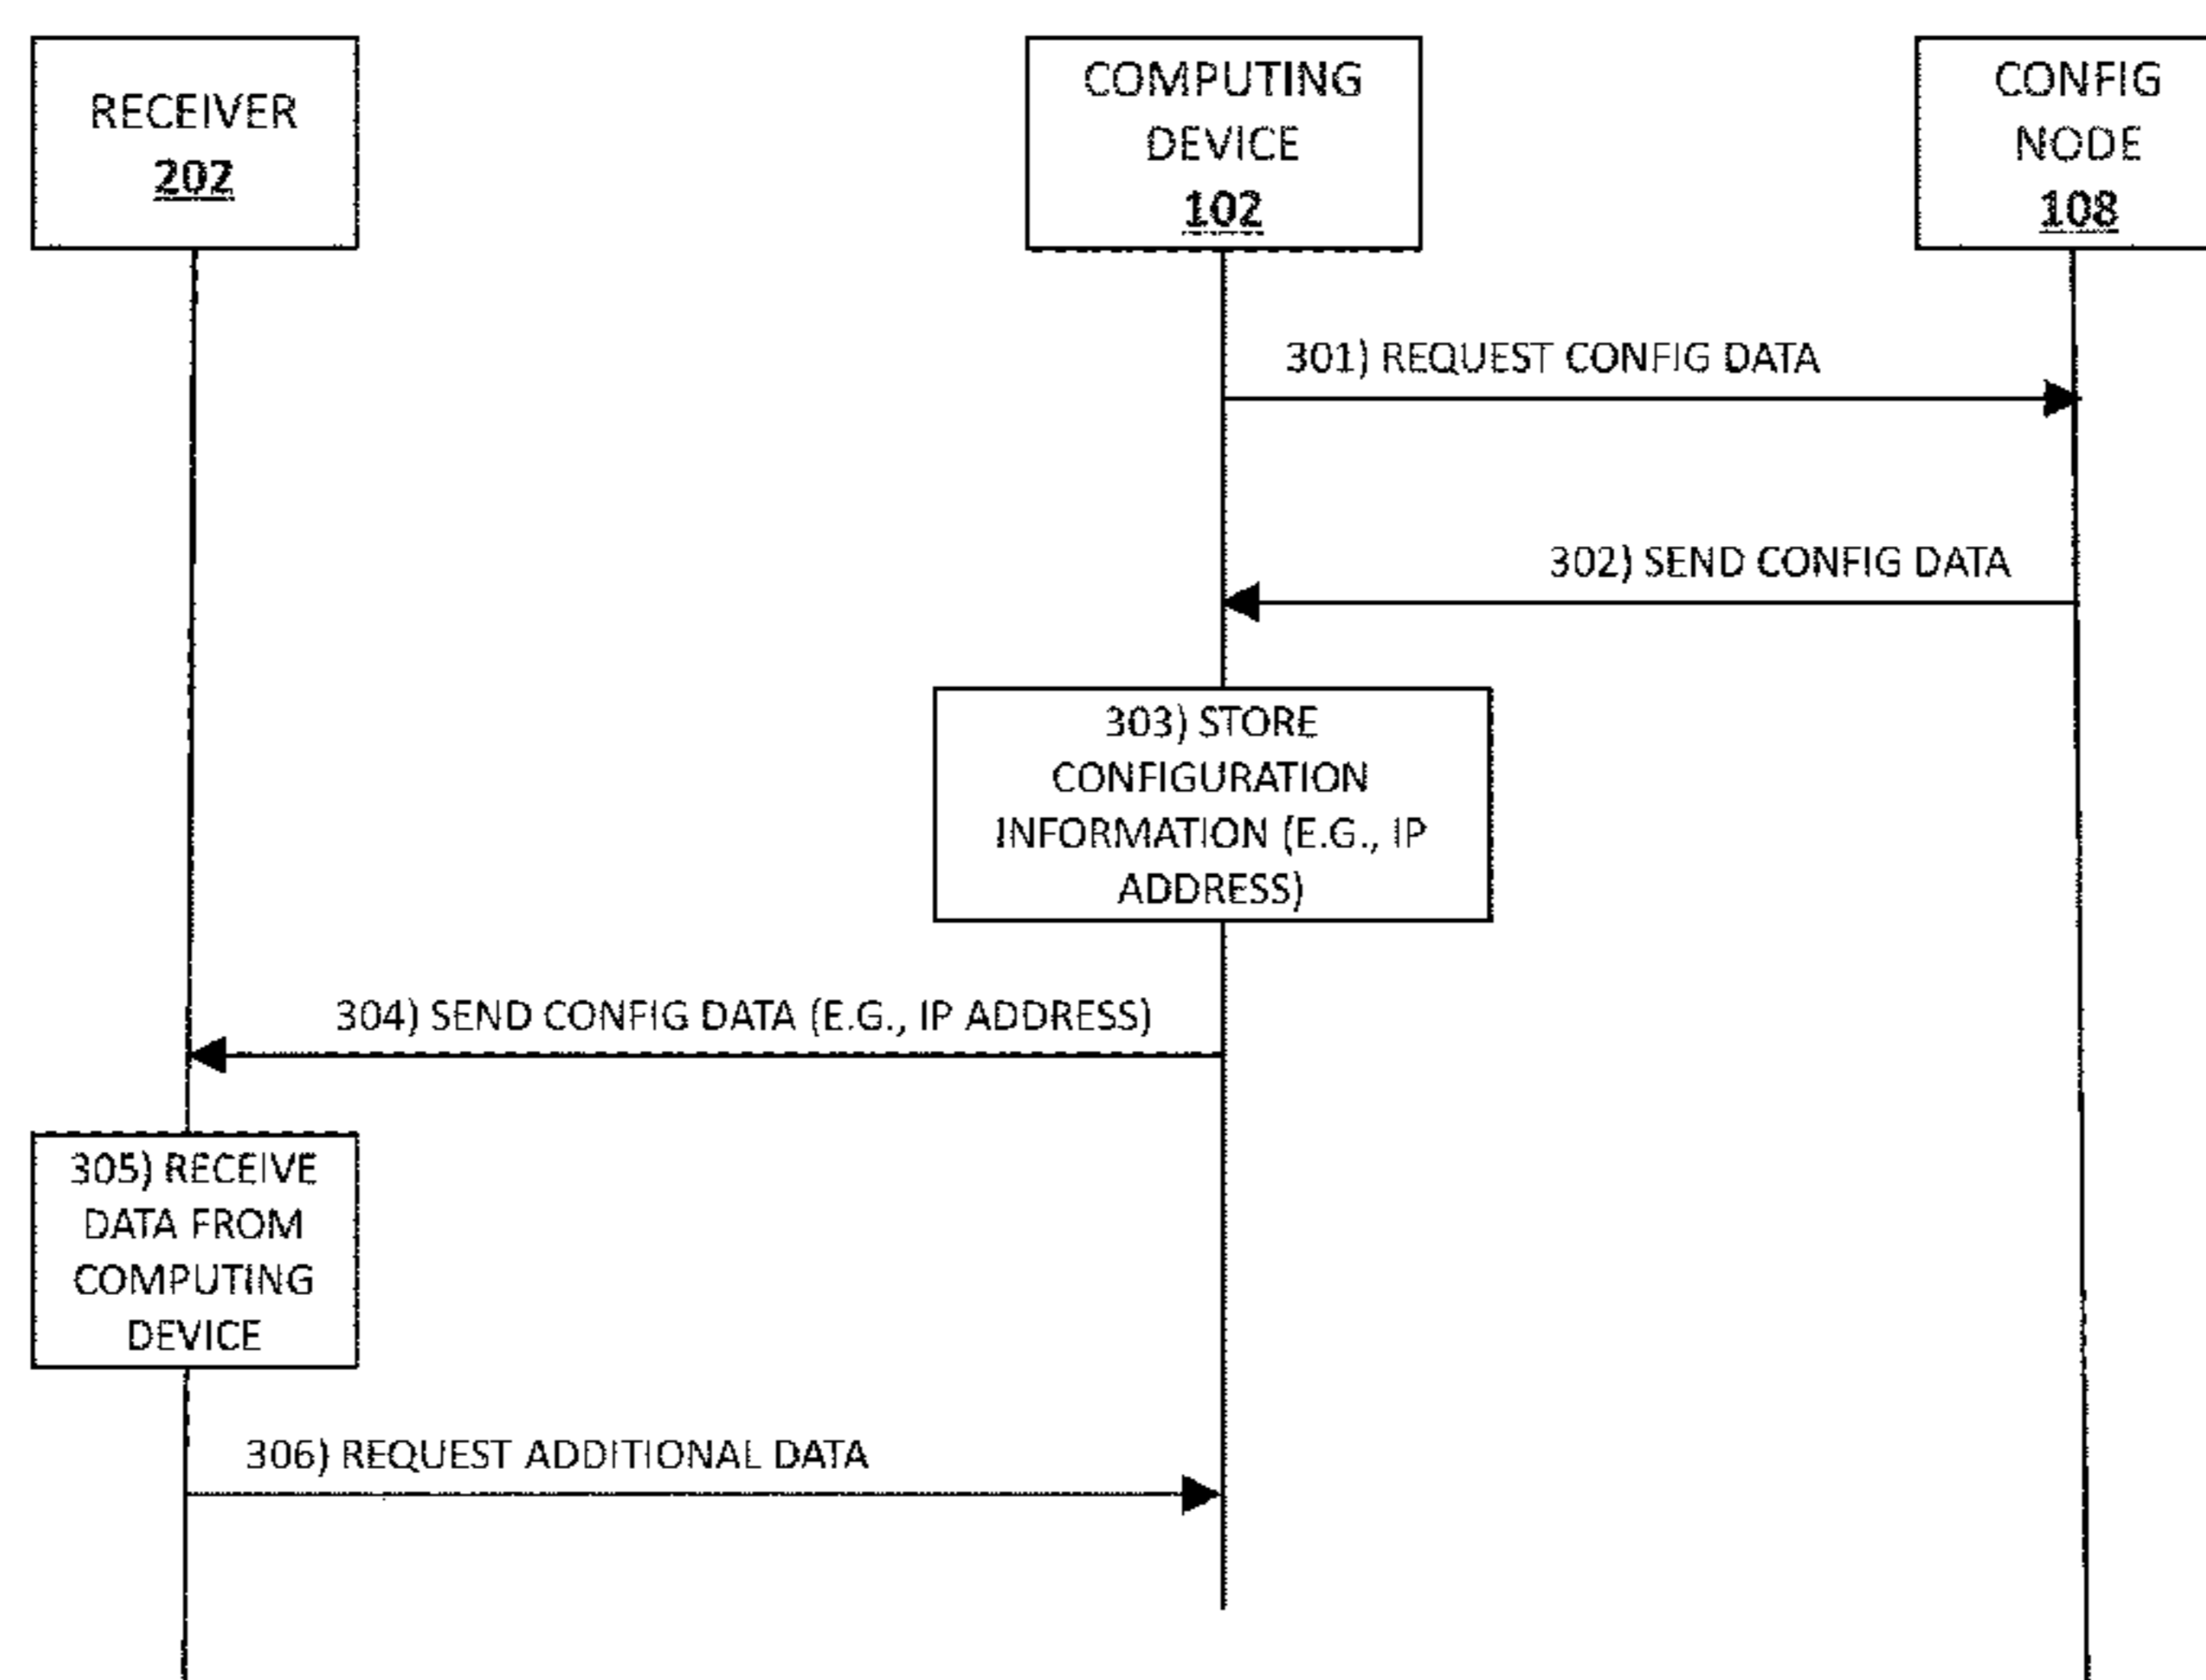 RECEIVER
202
COMPUTING
DEVICE
102
CONFIG
NODE
108
301) REQUEST CONFIG DATA
302) SEND CONFIG DATA
303) STORE
CONFIGURATION
INFORMATION (E.G., IP
ADDRESS)
304) SEND CONFIG DATA (E.G., IP ADDRESS)
305) RECEIVE
DATA FROM
COMPUTING
DEVICE
306) REQUEST ADDITIONAL DATA